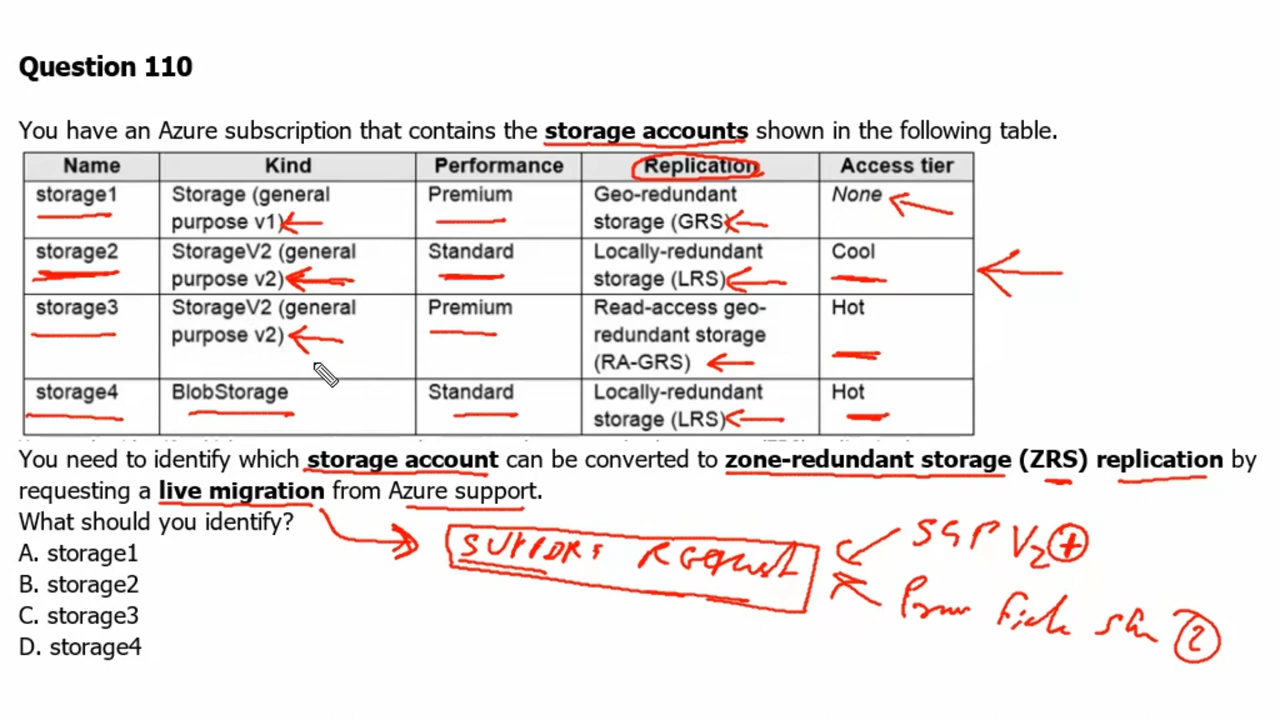 Question 110
You have an Azure subscription that contains the storage accounts shown in the following table.
Name Kind Performance Replication Access tier
storage1 Storage (general purpose v1) Premium Geo-redundant storage (GRS) None
storage2 StorageV2 (general purpose v2) Standard Locally-redundant storage (LRS) Cool
storage3 StorageV2 (general purpose v2) Premium Read-access geo-redundant storage (RA-GRS) Hot
storage4 BlobStorage Standard Locally-redundant storage (LRS) Hot
You need to identify which storage account can be converted to zone-redundant storage (ZRS) replication by
requesting a live migration from Azure support.
What should you identify?
A. storage1
B. storage2
C. storage3
D. storage4
SUPPORT REquest
V2 +
2